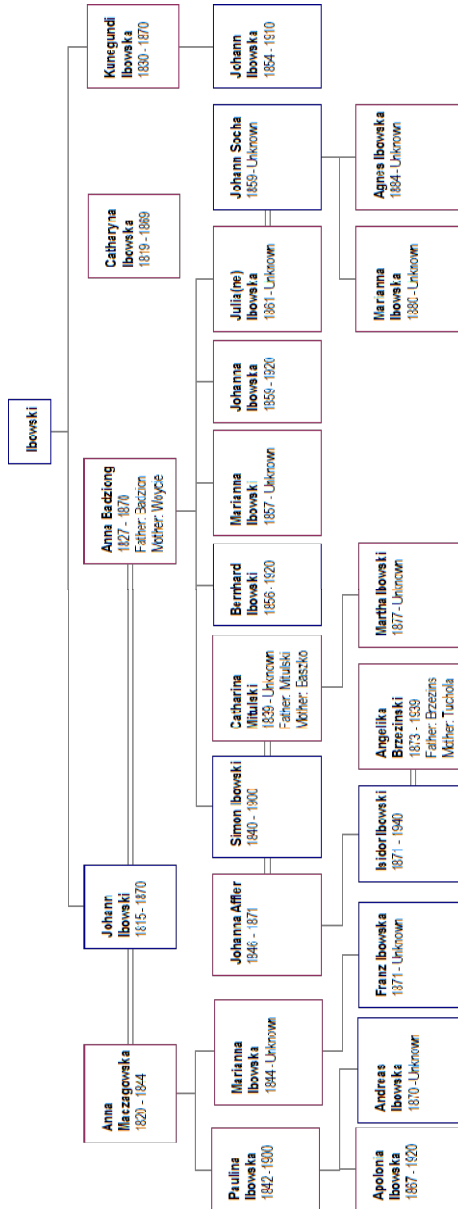 Ibowski
Anna
Maczagowska
1820 - 1844
Johann
Ibowski
1815 - 1870
Anna Badziong
1827 - 1870
Father: Badzion
Mother: Woycie
Catharyna
Ibowska
1819 - 1869
Kunegundi
Ibowska
1830 - 1870
Paulina
Ibowska
1842 - 1900
Marianna
Ibowska
1844 - Unknown
Johanna Affler
1846 - 1871
Simon Ibowski
1840 - 1900
Catharina
Mitulski
1839 - Unknown
Father: Mitulski
Mother: Easzko
Bernhard
Ibowski
1856 - 1920
Marianna
Ibowski
1857 - Unknown
Johanna
Ibowska
1859 - 1920
Julia(ne)
Ibowska
1861 - Unknown
Johann Socha
1859 - Unknown
Johann
Ibowska
1854 - 1910
Apolonia
Ibowska
1867 - 1920
Andreas
Ibowska
1870 - Unknown
Franz Ibowska
1871 - Unknown
Isidor Ibowski
1871 - 1940
Angelika
Brzezinski
1873 - 1939
Father: Brzezins
Mother: Tuchola
Martha Ibowski
1877 - Unknown
Marianna
Ibowska
1880 - Unknown
Agnes Ibowska
1884 - Unknown